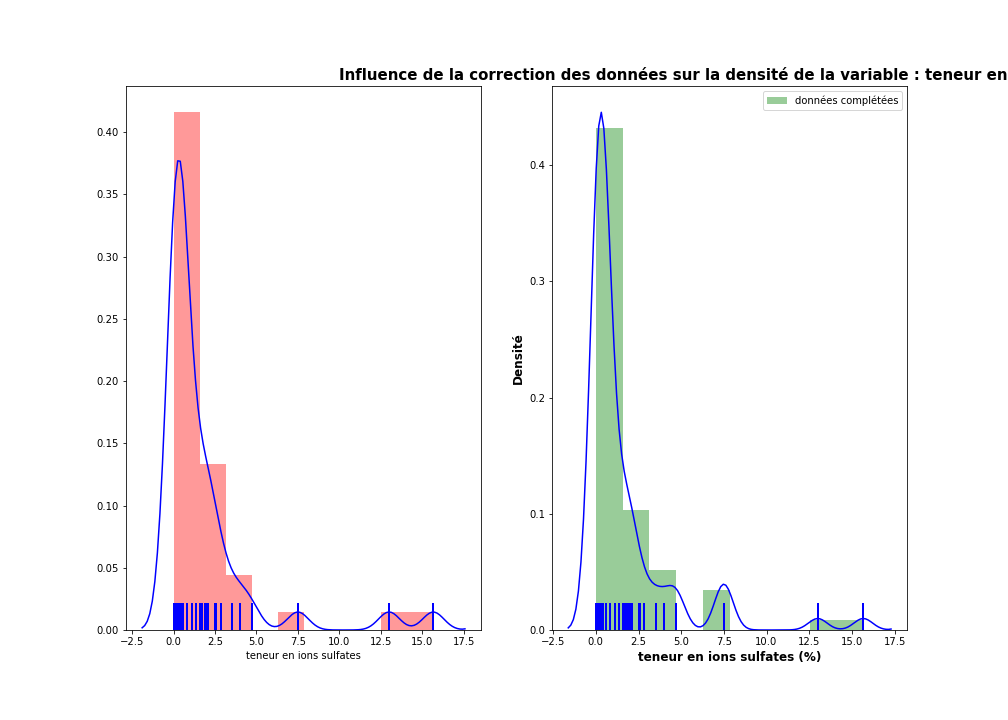 Influence de la correction des données sur la densité de la variable : teneur en
0.40
0.35
0.30
0.25
0.20
0.15
0.10
0.05
0.00
−2.5 0.0 2.5 5.0 7.5 10.0 12.5 15.0 17.5
teneur en ions sulfates
données complétées
Densité
0.4
0.3
0.2
0.1
0.0
−2.5 0.0 2.5 5.0 7.5 10.0 12.5 15.0 17.5
teneur en ions sulfates (%)